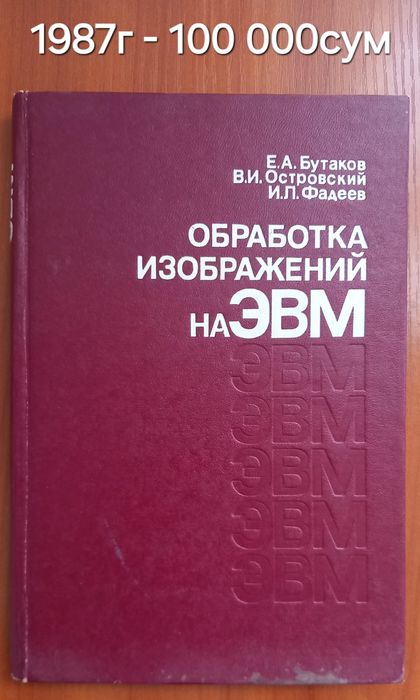 1987г - 100 000сум
Е.А. Бутаков
В.И. Островский
И.Л. Фадеев
ОБРАБОТКА
ИЗОБРАЖЕНИЙ
НА ЭВМ
ЭВМ
ЭВМ
ЭВМ
ЭВМ
ЭВМ